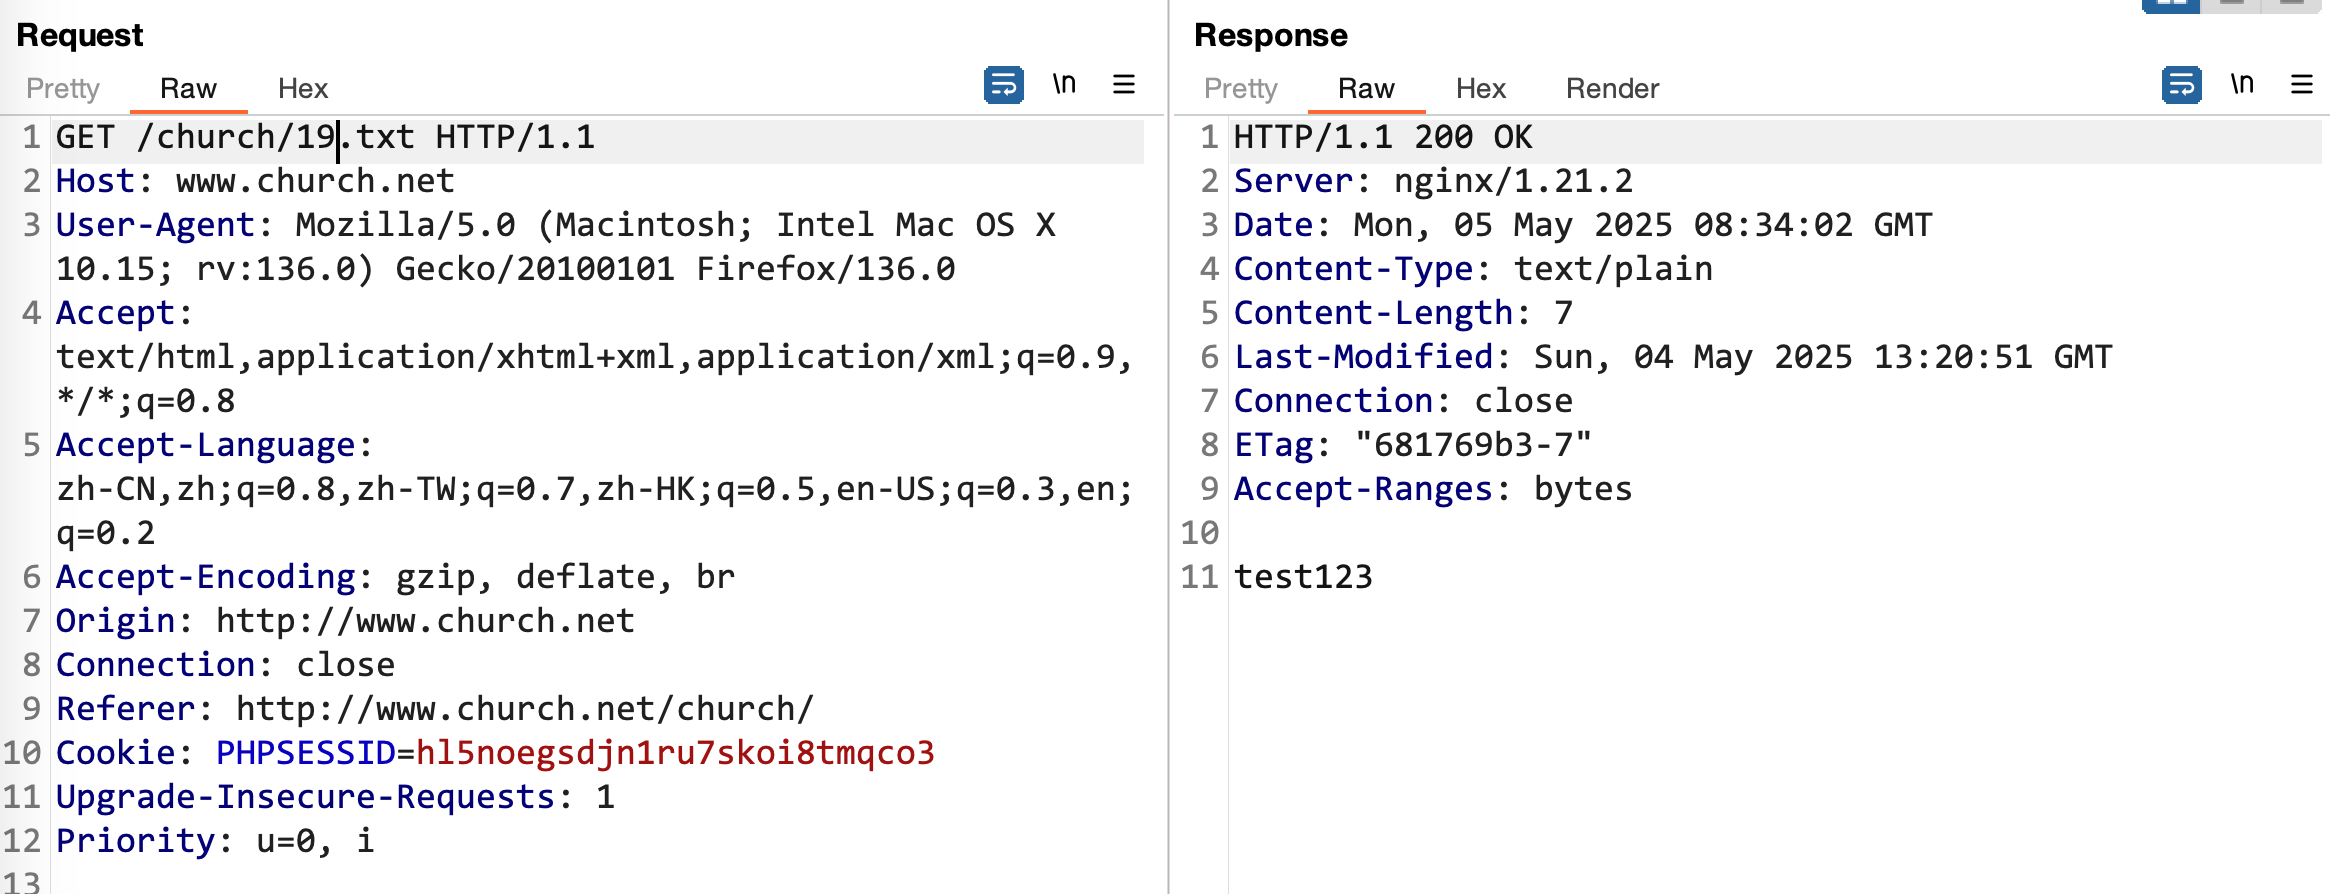 Request
Pretty Raw Hex \n
1 GET /church/19.txt HTTP/1.1
2 Host: www.church.net
3 User-Agent: Mozilla/5.0 (Macintosh; Intel Mac OS X
10.15; rv:136.0) Gecko/20100101 Firefox/136.0
4 Accept:
text/html,application/xhtml+xml,application/xml;q=0.9,
*/*;q=0.8
5 Accept-Language:
zh-CN,zh;q=0.8,zh-TW;q=0.7,zh-HK;q=0.5,en-US;q=0.3,en;
q=0.2
6 Accept-Encoding: gzip, deflate, br
7 Origin: http://www.church.net
8 Connection: close
9 Referer: http://www.church.net/church/
10 Cookie: PHPSESSID=hl5noegsdjn1ru7skoi8tmqco3
11 Upgrade-Insecure-Requests: 1
12 Priority: u=0, i
13
Response
Pretty Raw Hex Render \n
1 HTTP/1.1 200 OK
2 Server: nginx/1.21.2
3 Date: Mon, 05 May 2025 08:34:02 GMT
4 Content-Type: text/plain
5 Content-Length: 7
6 Last-Modified: Sun, 04 May 2025 13:20:51 GMT
7 Connection: close
8 ETag: "681769b3-7"
9 Accept-Ranges: bytes
10
11 test123